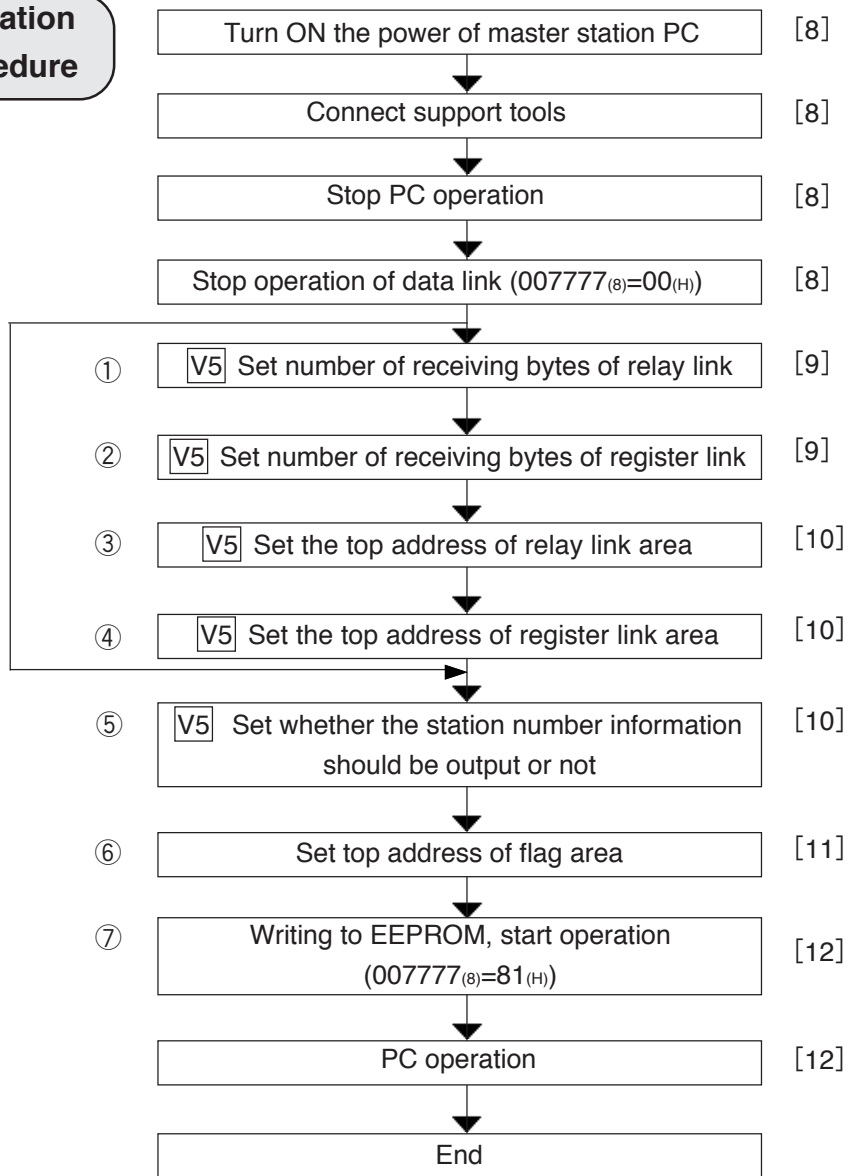 ation
edure
Turn ON the power of master station PC [8]
Connect support tools [8]
Stop PC operation [8]
Stop operation of data link (007777(8)=00(H)) [8]
① V5 Set number of receiving bytes of relay link [9]
② V5 Set number of receiving bytes of register link [9]
③ V5 Set the top address of relay link area [10]
④ V5 Set the top address of register link area [10]
⑤ V5 Set whether the station number information [10]
should be output or not
⑥ Set top address of flag area [11]
⑦ Writing to EEPROM, start operation [12]
(007777(8)=81(H))
PC operation [12]
End